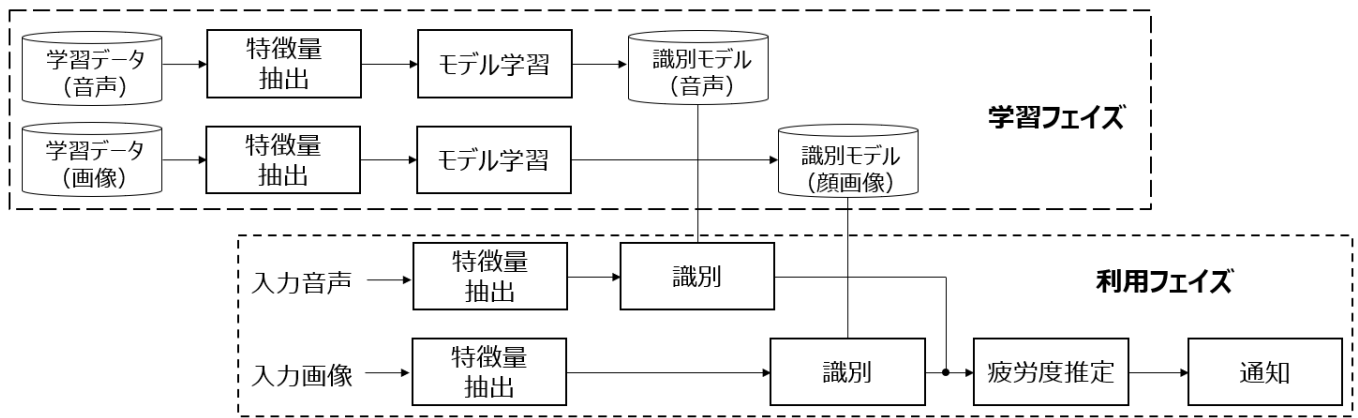 学習データ
（音声）
特徴量
抽出
モデル学習
識別モデル
（音声）
学習フェイズ
学習データ
（画像）
特徴量
抽出
モデル学習
識別モデル
（顔画像）
入力音声
特徴量
抽出
識別
利用フェイズ
入力画像
特徴量
抽出
識別
疲労度推定
通知